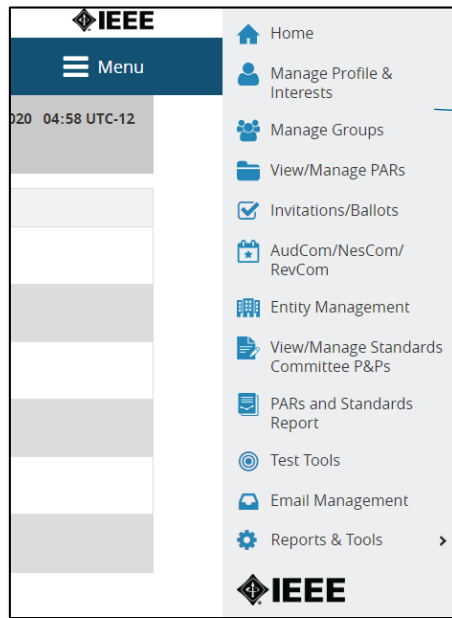 IEEE
Menu
020 04:58 UTC-12
Home
Manage Profile &
Interests
Manage Groups
View/Manage PARs
Invitations/Ballots
AudCom/NesCom/
RevCom
Entity Management
View/Manage Standards
Committee P&Ps
PARs and Standards
Report
Test Tools
Email Management
Reports & Tools
IEEE